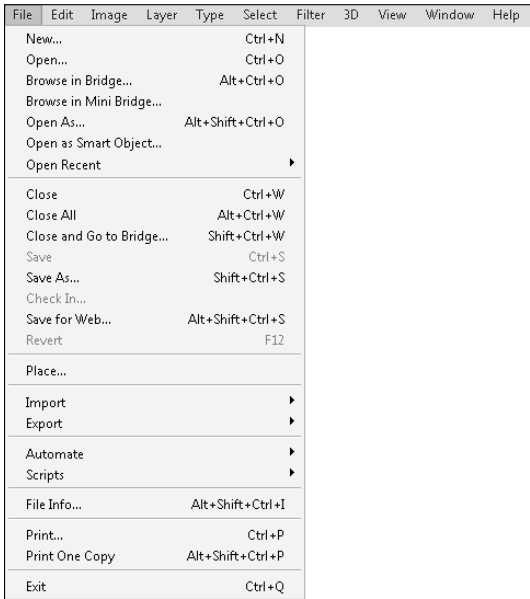 File Edit Image Layer Type Select Filter 3D View Window Help
New... Ctrl+N
Open... Ctrl+O
Browse in Bridge... Alt+Ctrl+O
Browse in Mini Bridge...
Open As... Alt+Shift+Ctrl+O
Open as Smart Object...
Open Recent
Close Ctrl+W
Close All Alt+Ctrl+W
Close and Go to Bridge... Shift+Ctrl+W
Save Ctrl+S
Save As... Shift+Ctrl+S
Check In...
Save for Web... Alt+Shift+Ctrl+S
Revert F12
Place...
Import
Export
Automate
Scripts
File Info... Alt+Shift+Ctrl+I
Print... Ctrl+P
Print One Copy Alt+Shift+Ctrl+P
Exit Ctrl+Q